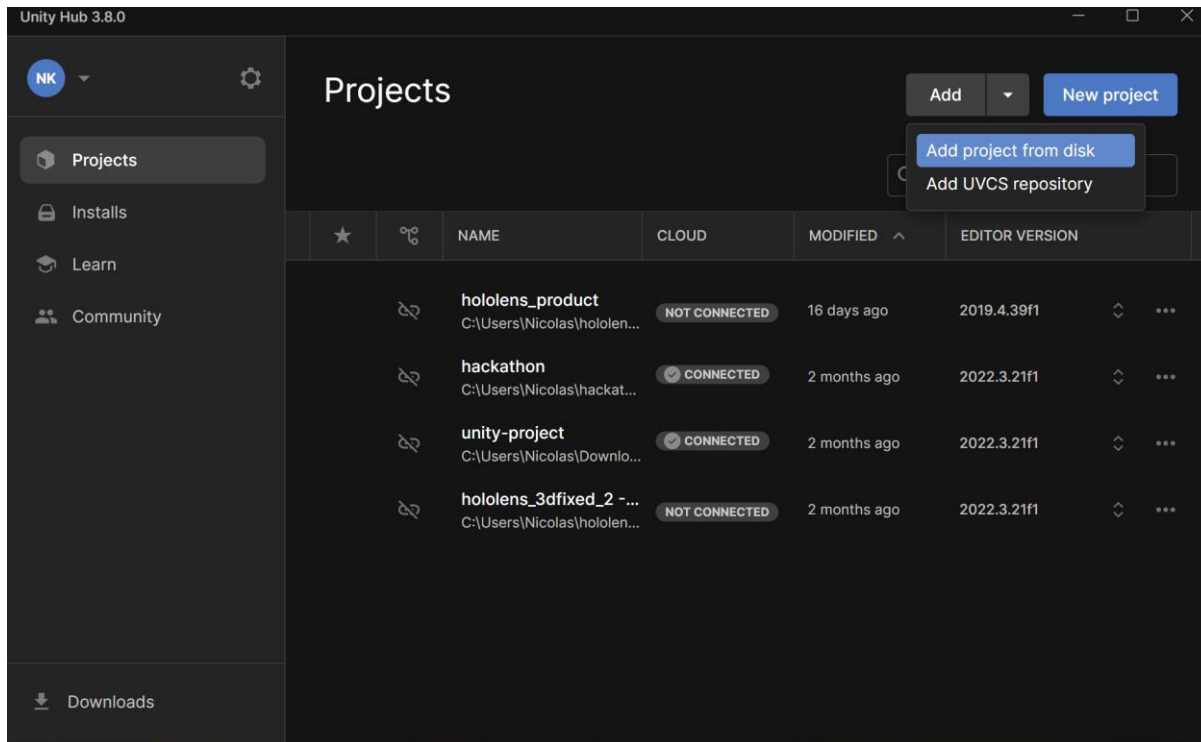 Unity Hub 3.8.0
NK
Projects
Installs
Learn
Community
Downloads
Projects
Add
New project
Add project from disk
Add UVCS repository
NAME CLOUD MODIFIED EDITOR VERSION
hololens_product
C:\Users\Nicolas\hololen...
NOT CONNECTED 16 days ago 2019.4.39f1
hackathon
C:\Users\Nicolas\hackat...
CONNECTED 2 months ago 2022.3.21f1
unity-project
C:\Users\Nicolas\Downlo...
CONNECTED 2 months ago 2022.3.21f1
hololens_3dfixed_2 -...
C:\Users\Nicolas\hololen...
NOT CONNECTED 2 months ago 2022.3.21f1